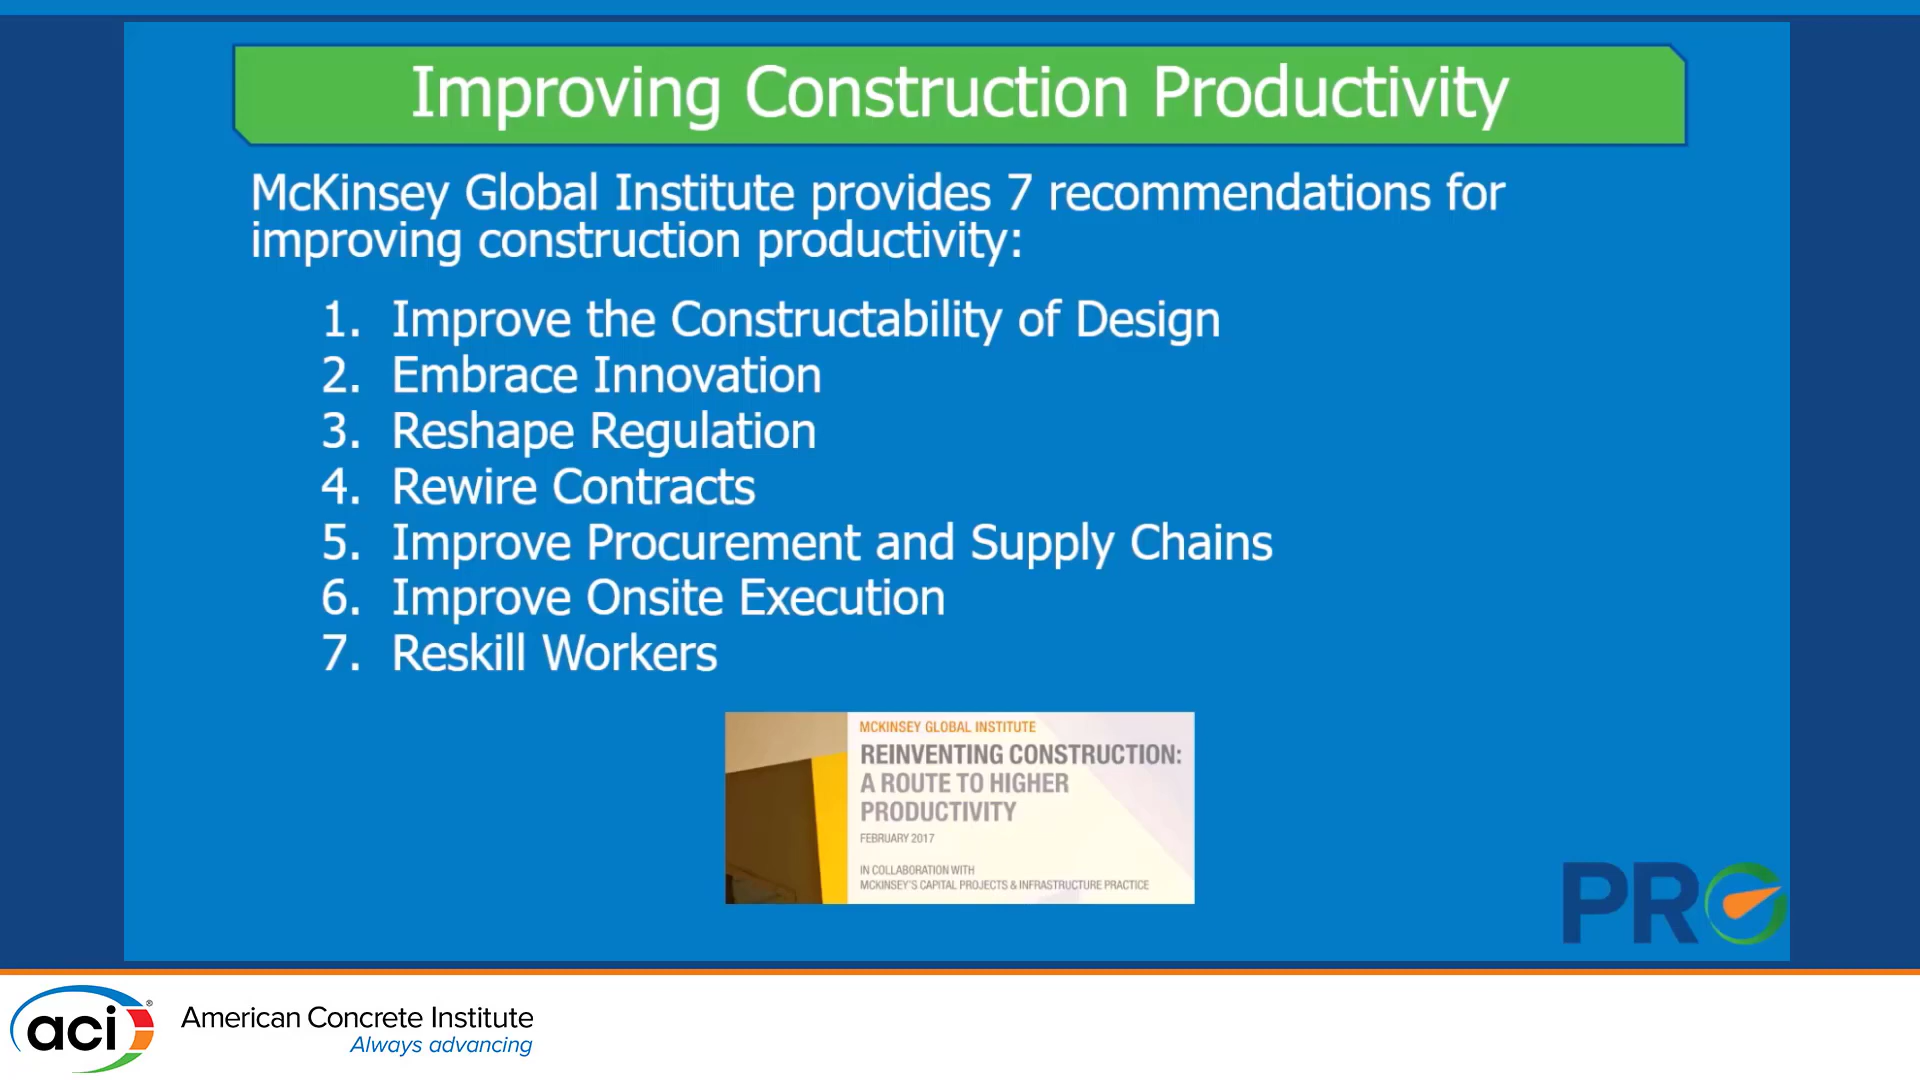 Improving Construction Productivity
McKinsey Global Institute provides 7 recommendations for
improving construction productivity:
1. Improve the Constructability of Design
2. Embrace Innovation
3. Reshape Regulation
4. Rewire Contracts
5. Improve Procurement and Supply Chains
6. Improve Onsite Execution
7. Reskill Workers
MCKINSEY GLOBAL INSTITUTE
REINVENTING CONSTRUCTION:
A ROUTE TO HIGHER
PRODUCTIVITY
FEBRUARY 2017
IN COLLABORATION WITH
MCKINSEY'S CAPITAL PROJECTS & INFRASTRUCTURE PRACTICE
PRO
aci®
American Concrete Institute
Always advancing